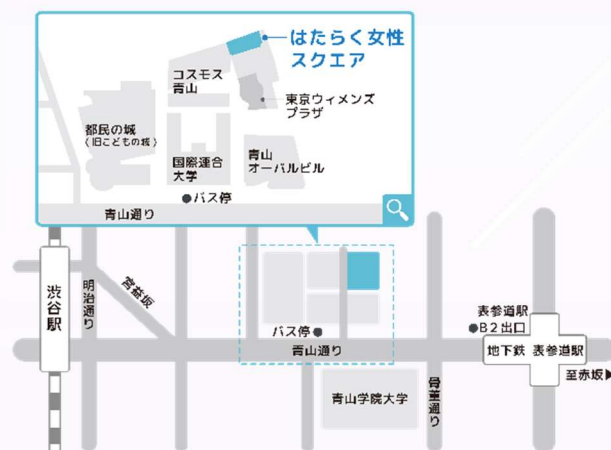 はたらく女性
スクエア
コスモス
青山
東京ウィメンズ
プラザ
都民の城
(旧こどもの城)
国際連合
大学
青山
オーバルビル
バス停
青山通り
渋谷駅
明治通り
宮益坂
バス停
青山通り
表参道駅
B2出口
地下鉄 表参道駅
至赤坂▶
青山学院大学
骨董通り